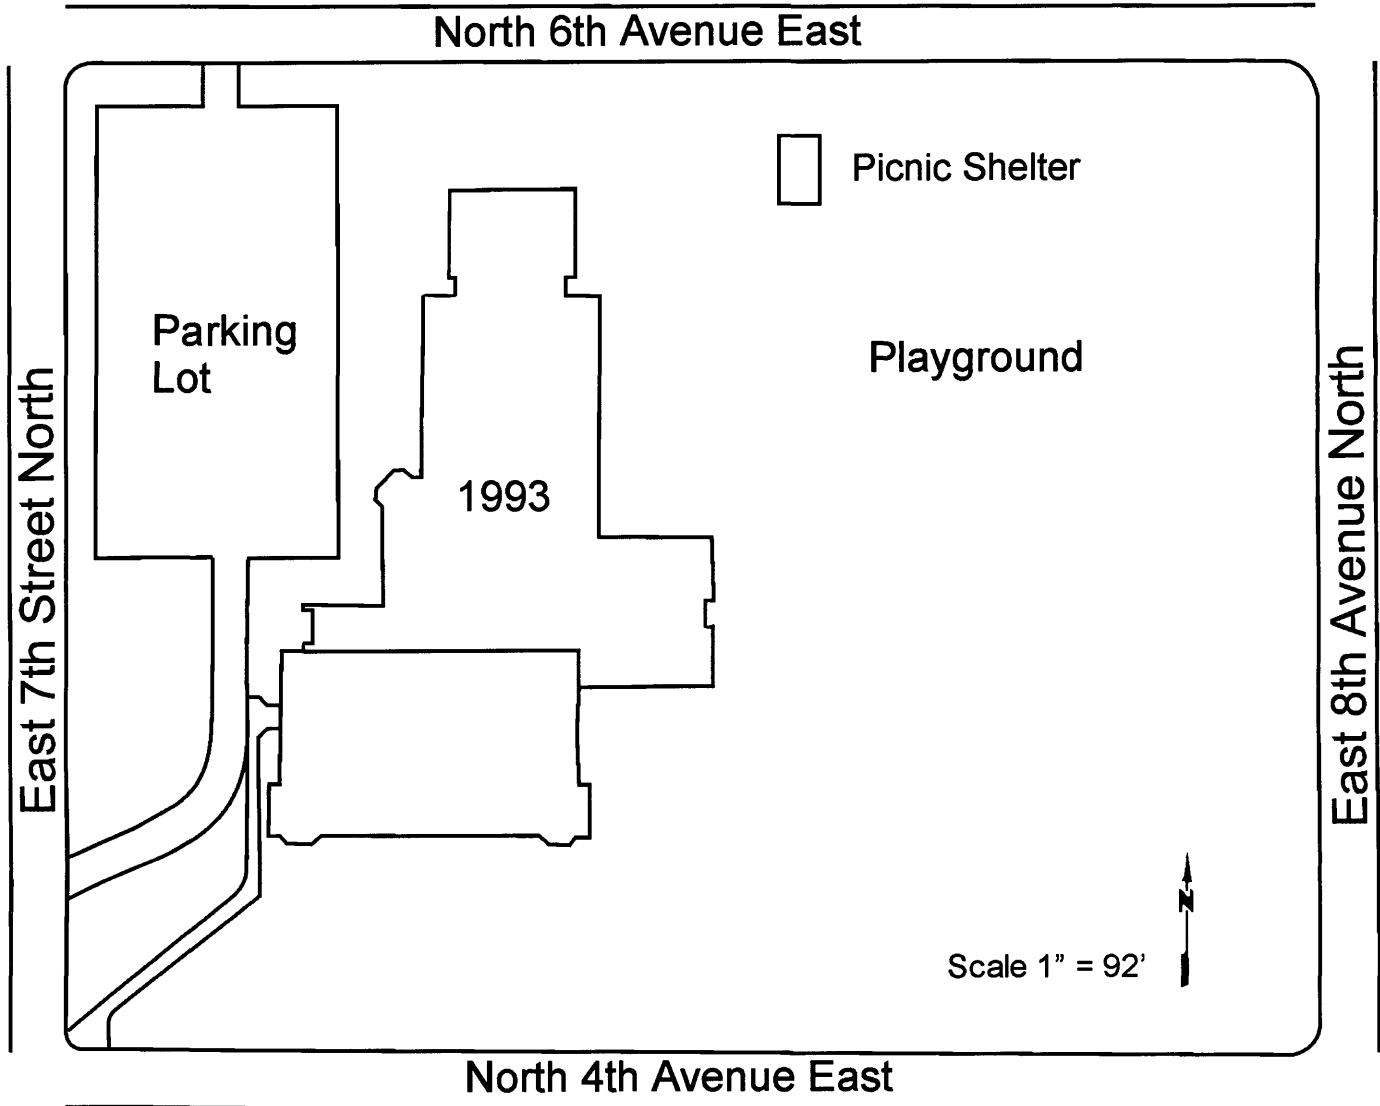 North 6th Avenue East
Picnic Shelter
Parking
Lot
Playground
East 7th Street North
East 8th Avenue North
1993
N
Scale 1" = 92'
North 4th Avenue East